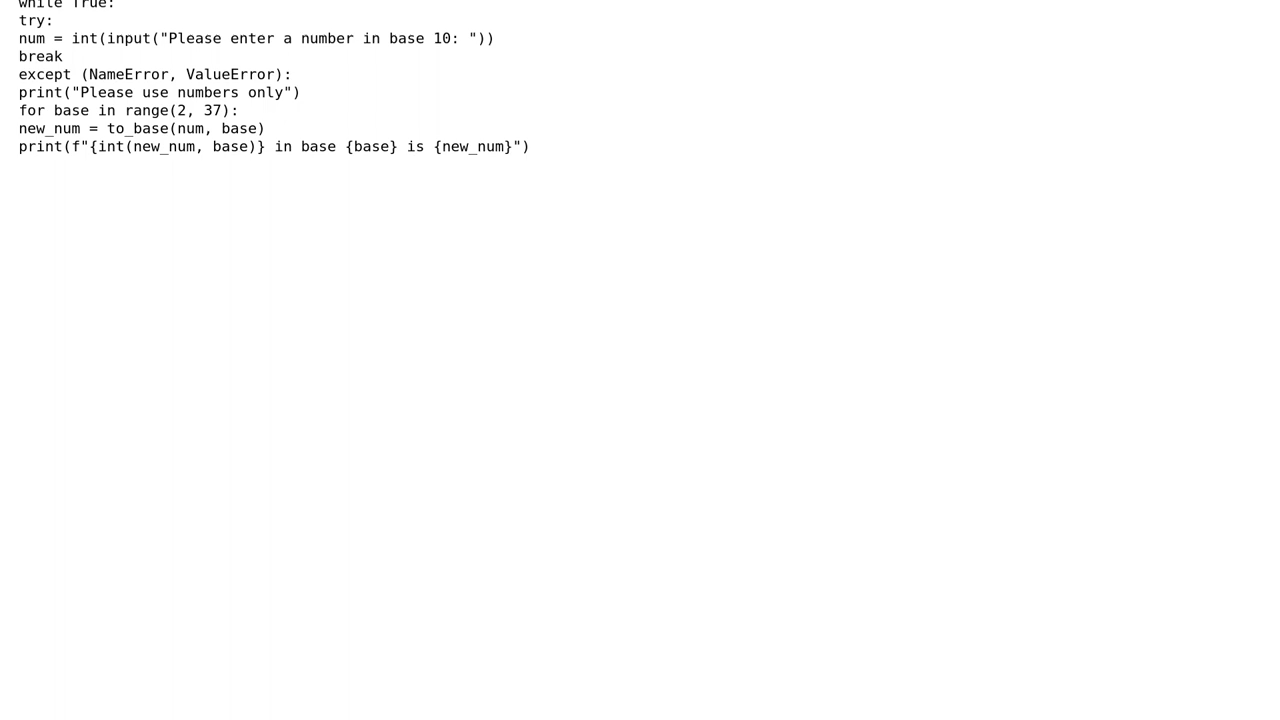 while True:
try:
num = int(input("Please enter a number in base 10: "))
break
except (NameError, ValueError):
print("Please use numbers only")
for base in range(2, 37):
new_num = to_base(num, base)
print(f"{int(new_num, base)} in base {base} is {new_num}")